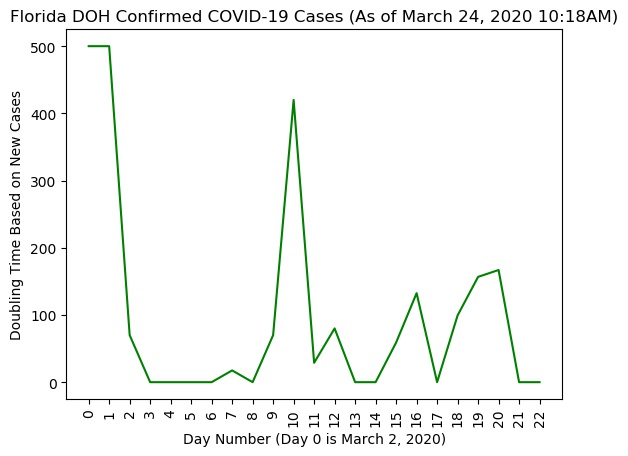 Florida DOH Confirmed COVID-19 Cases (As of March 24, 2020 10:18AM)
Doubling Time Based on New Cases
500
400
300
200
100
0
0 1 2 3 4 5 6 7 8 9 10 11 12 13 14 15 16 17 18 19 20 21 22
Day Number (Day 0 is March 2, 2020)